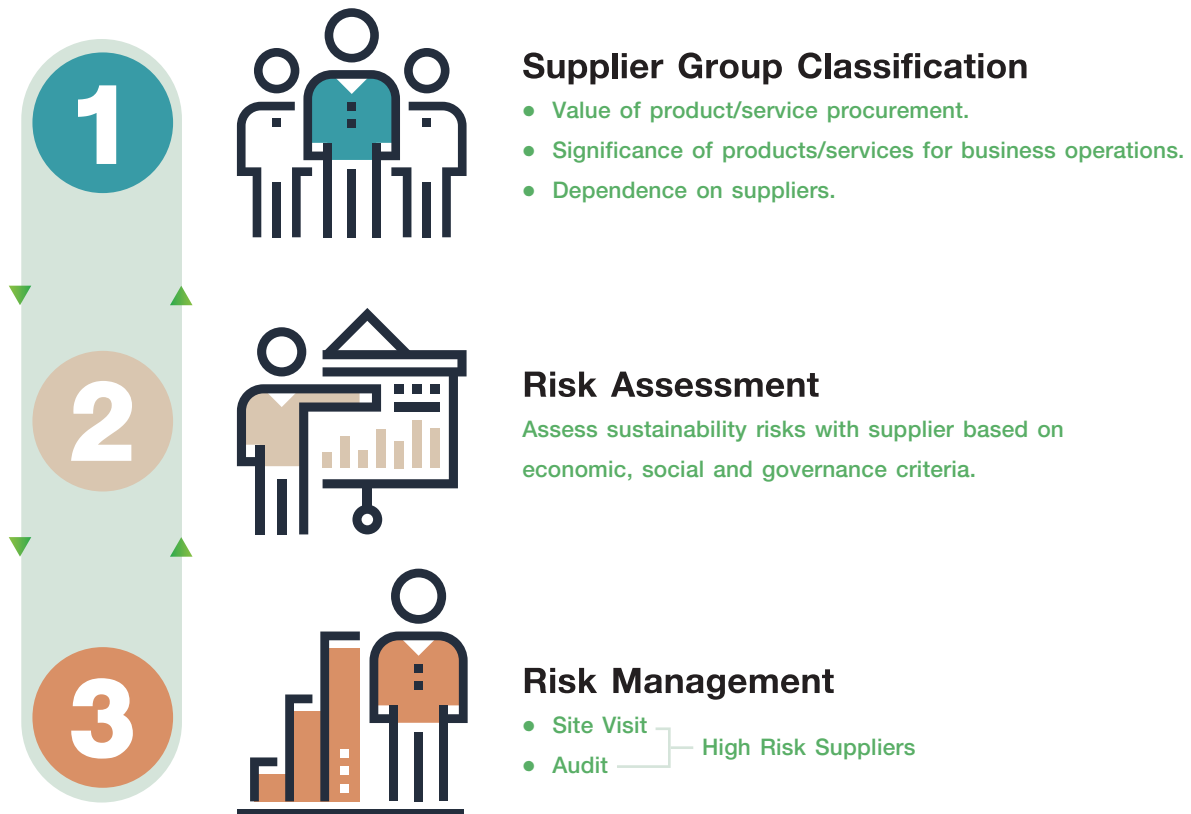 1
Supplier Group Classification
• Value of product/service procurement.
• Significance of products/services for business operations.
• Dependence on suppliers.
2
Risk Assessment
Assess sustainability risks with supplier based on
economic, social and governance criteria.
3
Risk Management
• Site Visit
• Audit
High Risk Suppliers